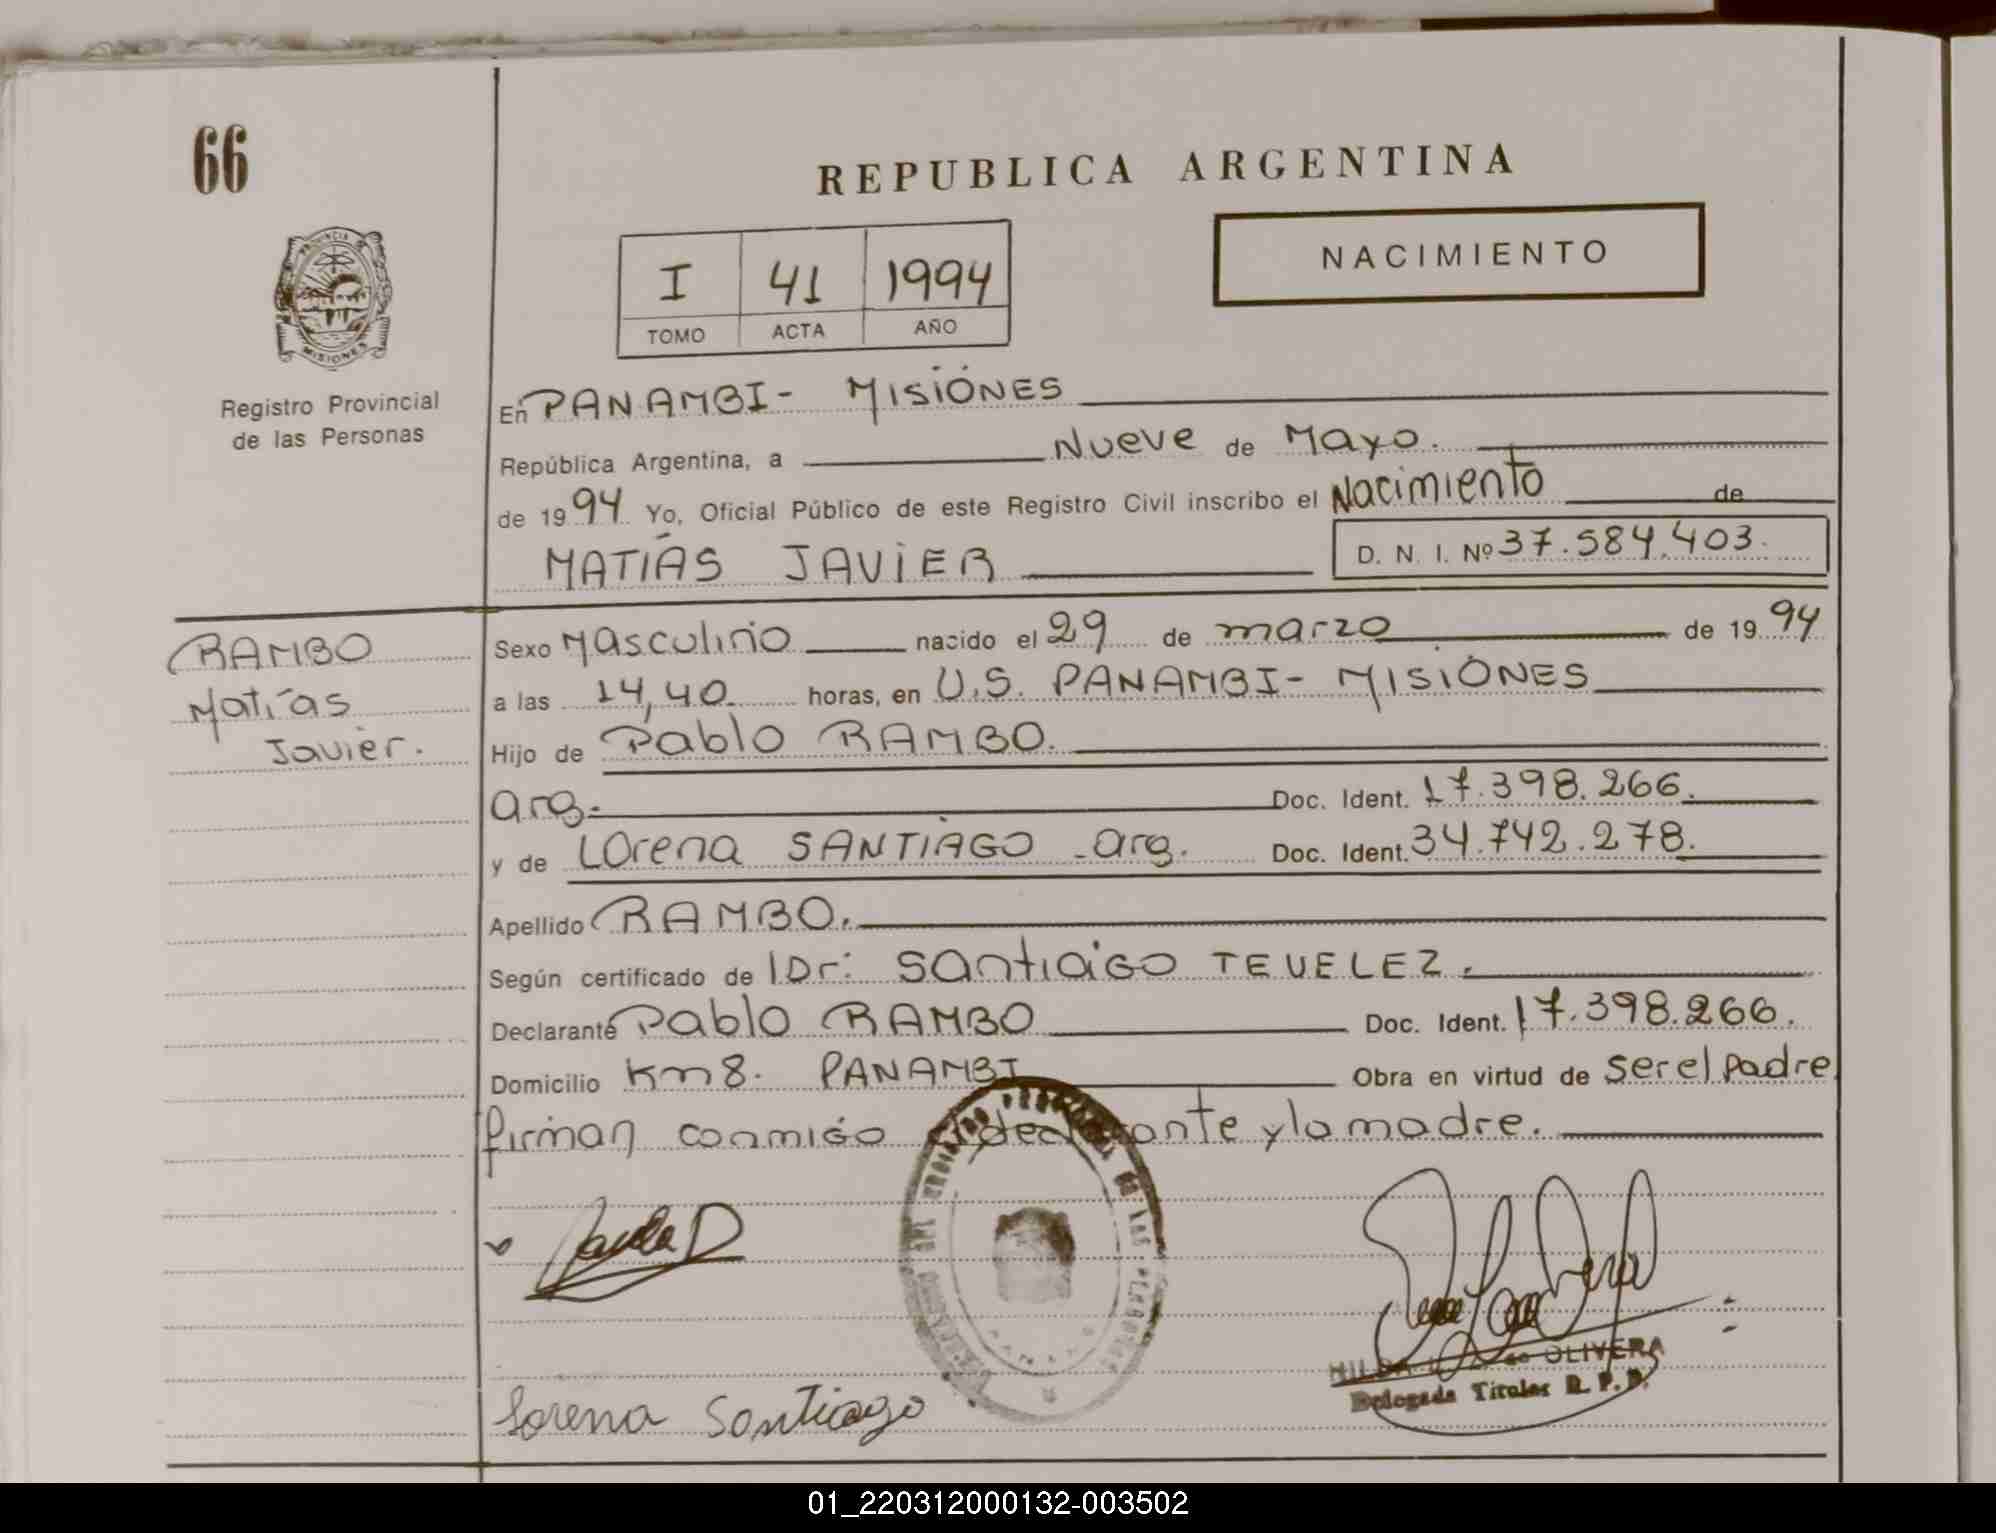 66
REPUBLICA ARGENTINA
PROVINCIA
MISIONES
Registro Provincial
de las Personas
I 41 1994
TOMO ACTA AÑO
NACIMIENTO
En PANAMBI - MISIÓNES
República Argentina, a Nueve de Mayo.
de 1994 Yo, Oficial Público de este Registro Civil inscribo el Nacimiento de
MATIÁS JAVIER D. N. I. Nº 37.584.403.
RAMBO
Matías
Javier.
Sexo Masculino nacido el 29 de marzo de 1994
a las 14,40 horas, en U.S. PANAMBI - MISIÓNES
Hijo de Pablo RAMBO.
arg. Doc. Ident. 17.398.266.
y de Lorena SANTIAGO - arg. Doc. Ident. 34.742.278.
Apellido RAMBO.
Según certificado de Dr: SANTIAGO TEVELEZ.
Declarante Pablo RAMBO Doc. Ident. 17.398.266.
Domicilio Km 8. PANAMBI Obra en virtud de ser el padre
firman conmigo el declarante y la madre.
OLIVERA
Delegada Titular R. P. P.
Lorena Santiago
01_220312000132-003502